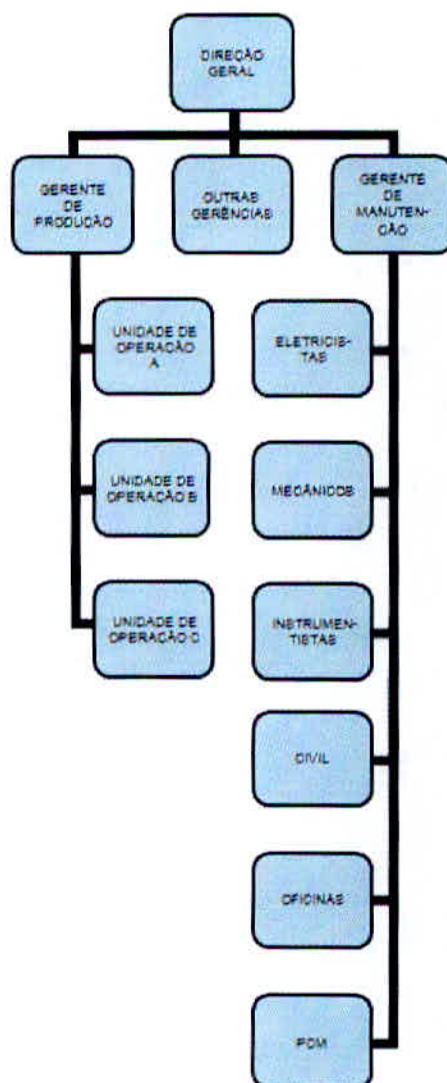 DIREÇÃO
GERAL
GERENTE
DE
PRODUÇÃO
OUTRAS
GERÊNCIAS
GERENTE
DE
MANUTEN-
ÇÃO
UNIDADE DE
OPERAÇÃO
A
UNIDADE DE
OPERAÇÃO B
UNIDADE DE
OPERAÇÃO C
ELETRICIS-
TAS
MECÂNICOS
INSTRUMEN-
TISTAS
CIVIL
OFICINAS
PCM